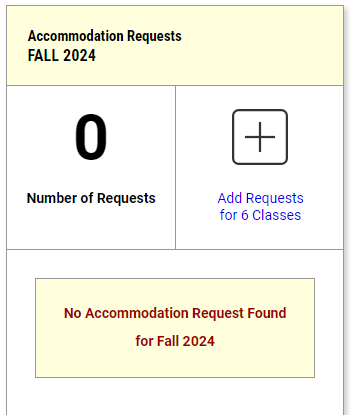 Accommodation Requests
FALL 2024
0
Number of Requests
Add Requests
for 6 Classes
No Accommodation Request Found
for Fall 2024